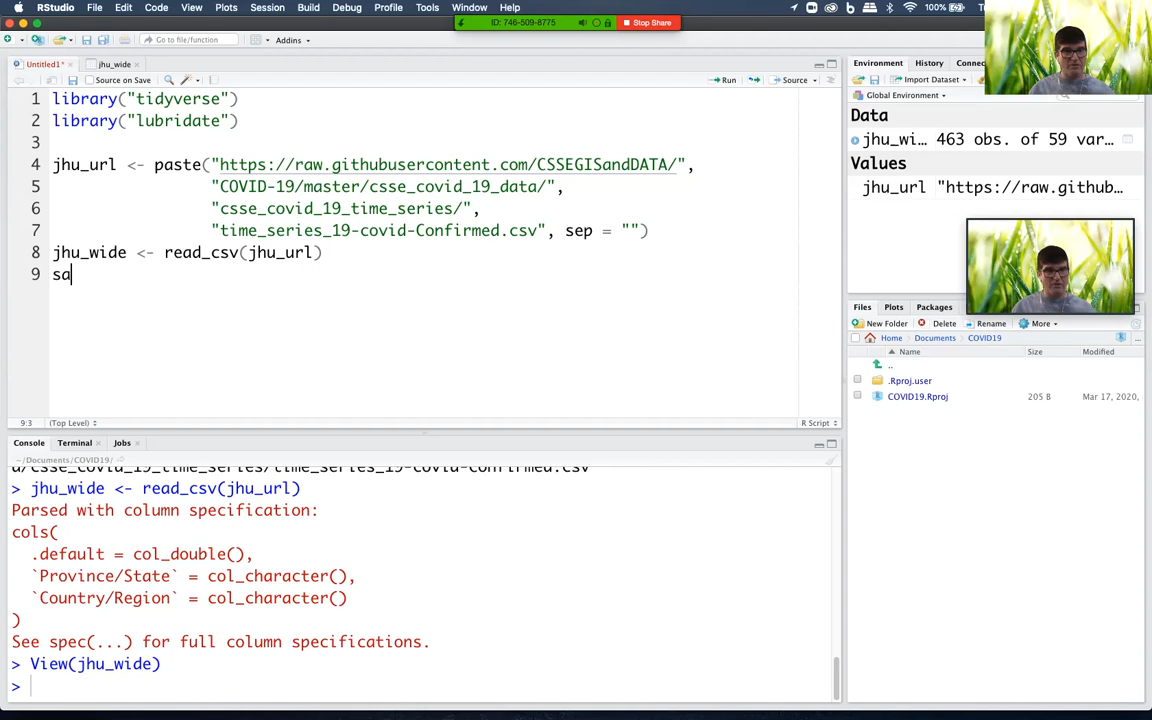 RStudio File Edit Code View Plots Session Build Debug Profile Tools Window Help 100%
ID: 746-509-8775 Stop Share
Go to file/function Addins
Untitled1* jhu_wide
Source on Save Run Source
1 library("tidyverse")
2 library("lubridate")
3
4 jhu_url <- paste("https://raw.githubusercontent.com/CSSEGISandDATA/",
5 "COVID-19/master/csse_covid_19_data/",
6 "csse_covid_19_time_series/",
7 "time_series_19-covid-Confirmed.csv", sep = "")
8 jhu_wide <- read_csv(jhu_url)
9 sa
9:3 (Top Level) R Script
Console Terminal Jobs
~/Documents/COVID19/
a/csse_covid_19_time_series/time_series_19-covid-Confirmed.csv
> jhu_wide <- read_csv(jhu_url)
Parsed with column specification:
cols(
.default = col_double(),
`Province/State` = col_character(),
`Country/Region` = col_character()
)
See spec(...) for full column specifications.
> View(jhu_wide)
>
Environment History Connec
Import Dataset
Global Environment
Data
jhu_wi… 463 obs. of 59 var…
Values
jhu_url "https://raw.github…
Files Plots Packages
New Folder Delete Rename More
Home Documents COVID19
Name Size Modified
..
.Rproj.user
COVID19.Rproj 205 B Mar 17, 2020,